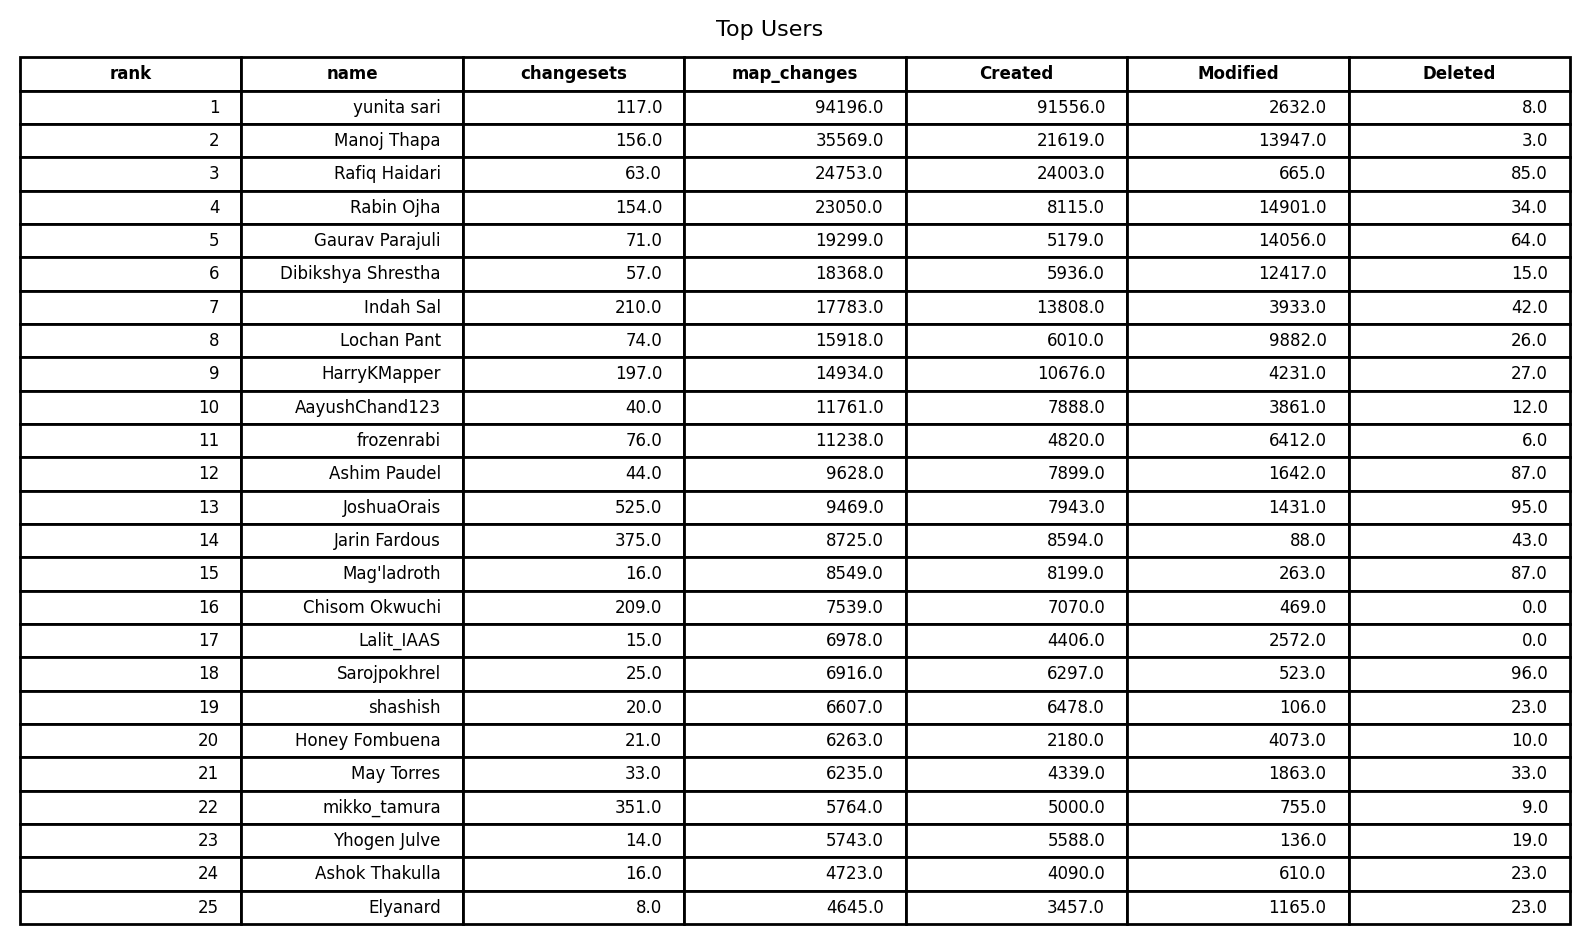 Top Users
rank name changesets map_changes Created Modified Deleted
1 yunita sari 117.0 94196.0 91556.0 2632.0 8.0
2 Manoj Thapa 156.0 35569.0 21619.0 13947.0 3.0
3 Rafiq Haidari 63.0 24753.0 24003.0 665.0 85.0
4 Rabin Ojha 154.0 23050.0 8115.0 14901.0 34.0
5 Gaurav Parajuli 71.0 19299.0 5179.0 14056.0 64.0
6 Dibikshya Shrestha 57.0 18368.0 5936.0 12417.0 15.0
7 Indah Sal 210.0 17783.0 13808.0 3933.0 42.0
8 Lochan Pant 74.0 15918.0 6010.0 9882.0 26.0
9 HarryKMapper 197.0 14934.0 10676.0 4231.0 27.0
10 AayushChand123 40.0 11761.0 7888.0 3861.0 12.0
11 frozenrabi 76.0 11238.0 4820.0 6412.0 6.0
12 Ashim Paudel 44.0 9628.0 7899.0 1642.0 87.0
13 JoshuaOrais 525.0 9469.0 7943.0 1431.0 95.0
14 Jarin Fardous 375.0 8725.0 8594.0 88.0 43.0
15 Mag'ladroth 16.0 8549.0 8199.0 263.0 87.0
16 Chisom Okwuchi 209.0 7539.0 7070.0 469.0 0.0
17 Lalit_IAAS 15.0 6978.0 4406.0 2572.0 0.0
18 Sarojpokhrel 25.0 6916.0 6297.0 523.0 96.0
19 shashish 20.0 6607.0 6478.0 106.0 23.0
20 Honey Fombuena 21.0 6263.0 2180.0 4073.0 10.0
21 May Torres 33.0 6235.0 4339.0 1863.0 33.0
22 mikko_tamura 351.0 5764.0 5000.0 755.0 9.0
23 Yhogen Julve 14.0 5743.0 5588.0 136.0 19.0
24 Ashok Thakulla 16.0 4723.0 4090.0 610.0 23.0
25 Elyanard 8.0 4645.0 3457.0 1165.0 23.0